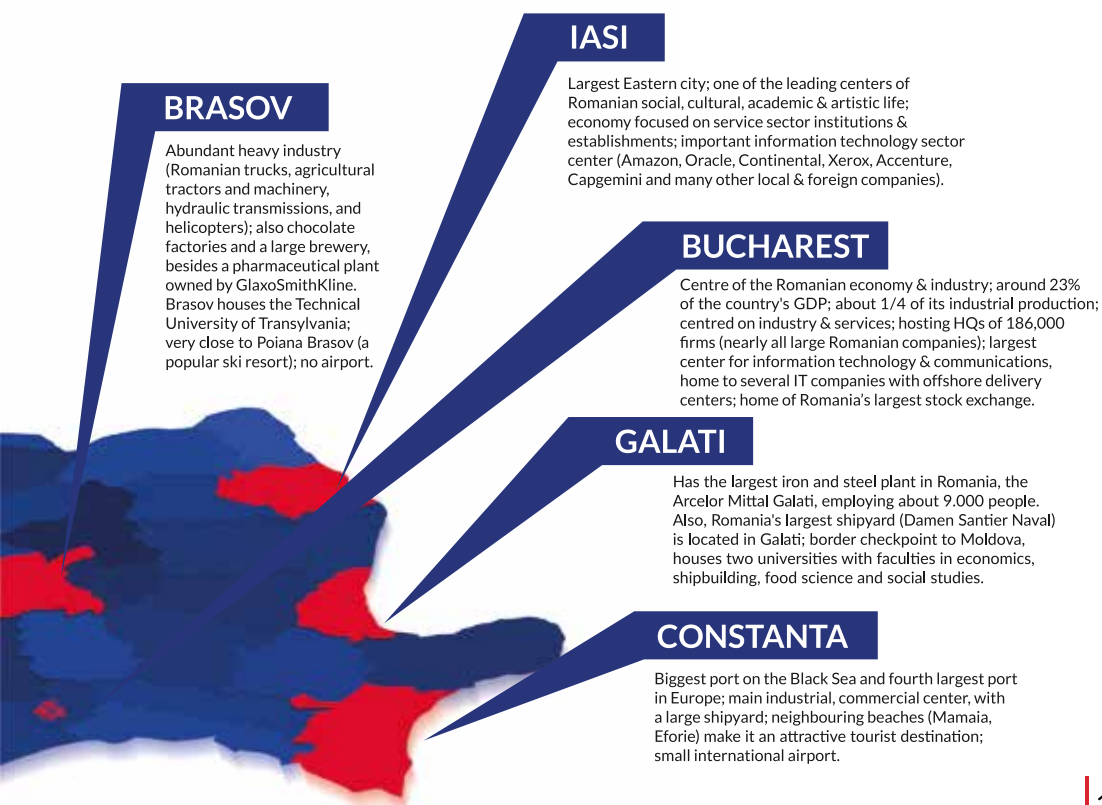 BRASOV
Abundant heavy industry
(Romanian trucks, agricultural
tractors and machinery,
hydraulic transmissions, and
helicopters); also chocolate
factories and a large brewery,
besides a pharmaceutical plant
owned by GlaxoSmithKline.
Brasov houses the Technical
University of Transylvania;
very close to Poiana Brasov (a
popular ski resort); no airport.
IASI
Largest Eastern city; one of the leading centers of
Romanian social, cultural, academic & artistic life;
economy focused on service sector institutions &
establishments; important information technology sector
center (Amazon, Oracle, Continental, Xerox, Accenture,
Capgemini and many other local & foreign companies).
BUCHAREST
Centre of the Romanian economy & industry; around 23%
of the country's GDP; about 1/4 of its industrial production;
centred on industry & services; hosting HQs of 186,000
firms (nearly all large Romanian companies); largest
center for information technology & communications,
home to several IT companies with offshore delivery
centers; home of Romania’s largest stock exchange.
GALATI
Has the largest iron and steel plant in Romania, the
Arcelor Mittal Galati, employing about 9.000 people.
Also, Romania's largest shipyard (Damen Santier Naval)
is located in Galati; border checkpoint to Moldova,
houses two universities with faculties in economics,
shipbuilding, food science and social studies.
CONSTANTA
Biggest port on the Black Sea and fourth largest port
in Europe; main industrial, commercial center, with
a large shipyard; neighbouring beaches (Mamaia,
Eforie) make it an attractive tourist destination;
small international airport.